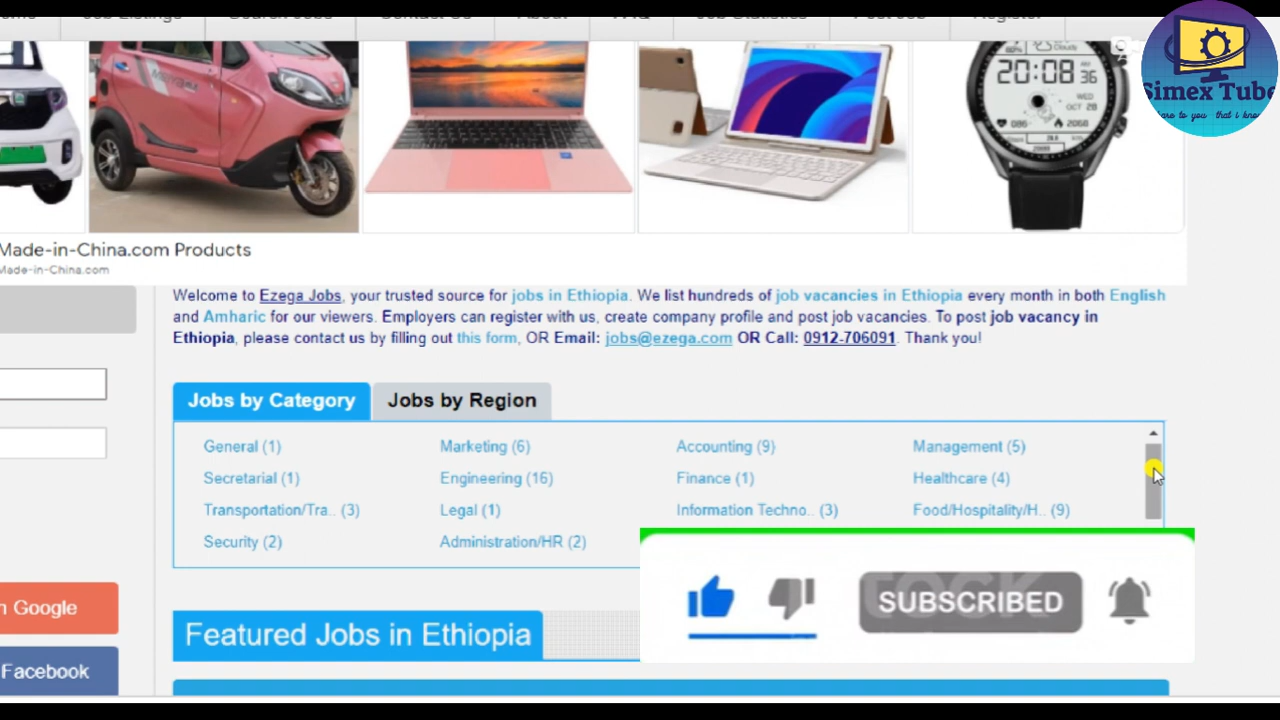 Simex Tube
are to you that i know
20:08 36
Made-in-China.com Products
Made-in-China.com
Welcome to Ezega Jobs, your trusted source for jobs in Ethiopia. We list hundreds of job vacancies in Ethiopia every month in both English
and Amharic for our viewers. Employers can register with us, create company profile and post job vacancies. To post job vacancy in
Ethiopia, please contact us by filling out this form, OR Email: jobs@ezega.com OR Call: 0912-706091. Thank you!
Jobs by Category Jobs by Region
General (1) Marketing (6) Accounting (9) Management (5)
Secretarial (1) Engineering (16) Finance (1) Healthcare (4)
Transportation/Tra.. (3) Legal (1) Information Techno.. (3) Food/Hospitality/H.. (9)
Security (2) Administration/HR (2)
SUBSCRIBED
n Google
Featured Jobs in Ethiopia
Facebook